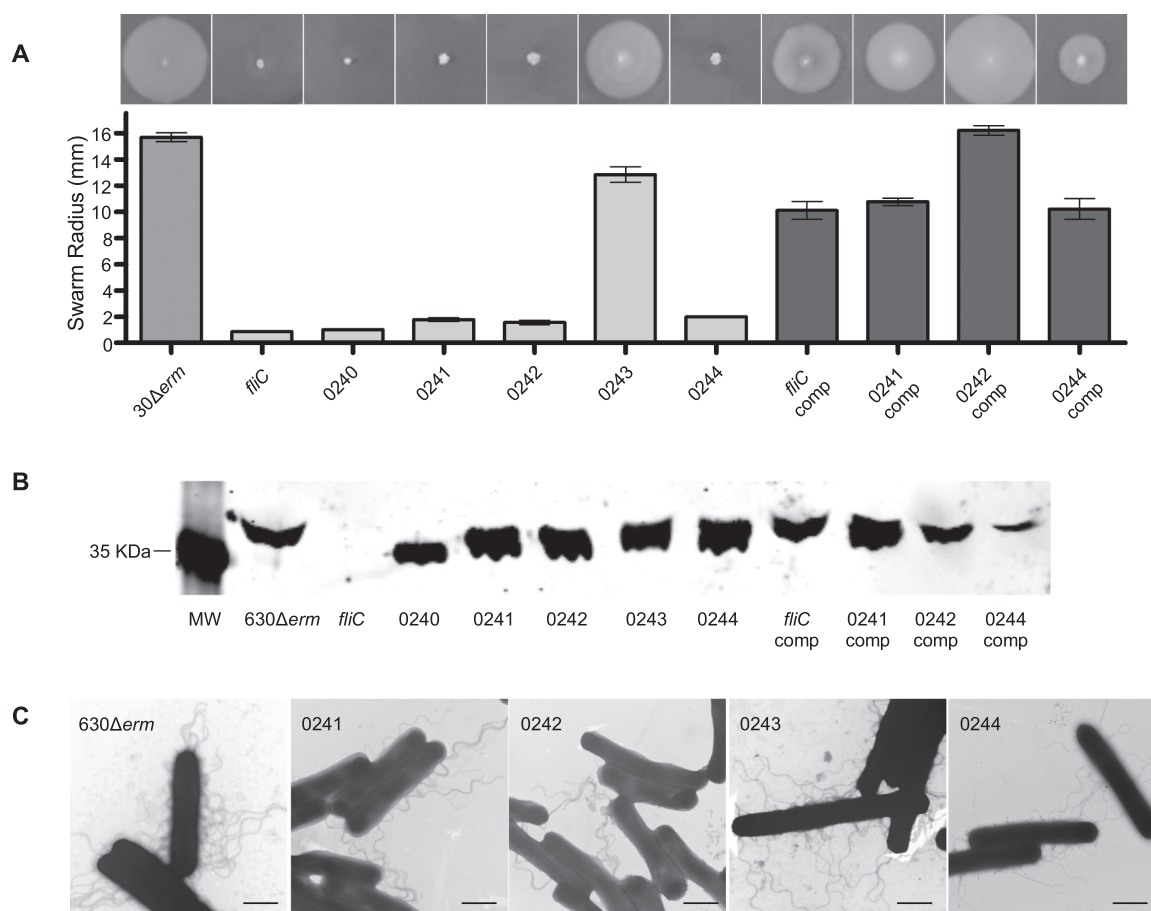 A
Swarm Radius (mm)
16
14
12
10
8
6
4
2
0
30Δerm
fliC
0240
0241
0242
0243
0244
fliC comp
0241 comp
0242 comp
0244 comp
B
35 KDa
MW 630Δerm fliC 0240 0241 0242 0243 0244 fliC comp 0241 comp 0242 comp 0244 comp
C
630Δerm
0241
0242
0243
0244